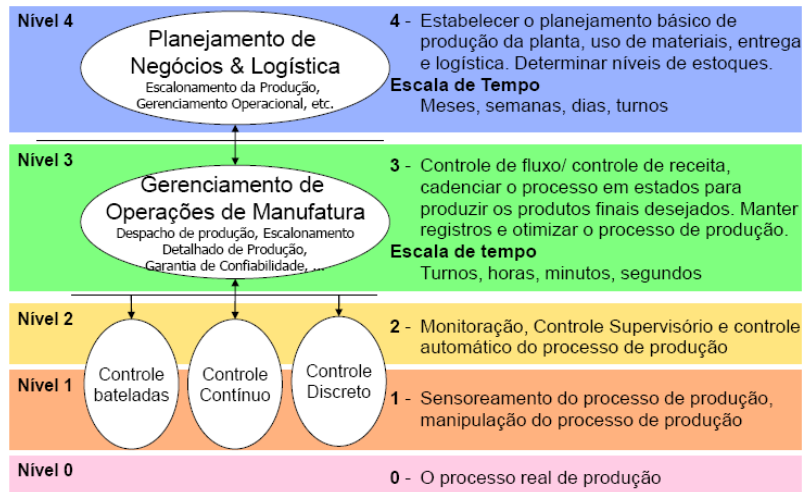 Nível 4
Planejamento de
Negócios & Logística
Escalonamento da Produção,
Gerenciamento Operacional, etc.
4 - Estabelecer o planejamento básico de
produção da planta, uso de materiais, entrega
e logística. Determinar níveis de estoques.
Escala de Tempo
Meses, semanas, dias, turnos
Nível 3
Gerenciamento de
Operações de Manufatura
Despacho de produção, Escalonamento
Detalhado de Produção,
Garantia de Confiabilidade, ...
3 - Controle de fluxo/ controle de receita,
cadenciar o processo em estados para
produzir os produtos finais desejados. Manter
registros e otimizar o processo de produção.
Escala de tempo
Turnos, horas, minutos, segundos
Nível 2
2 - Monitoração, Controle Supervisório e controle
automático do processo de produção
Controle
bateladas
Controle
Contínuo
Controle
Discreto
Nível 1
1 - Sensoreamento do processo de produção,
manipulação do processo de produção
Nível 0
0 - O processo real de produção